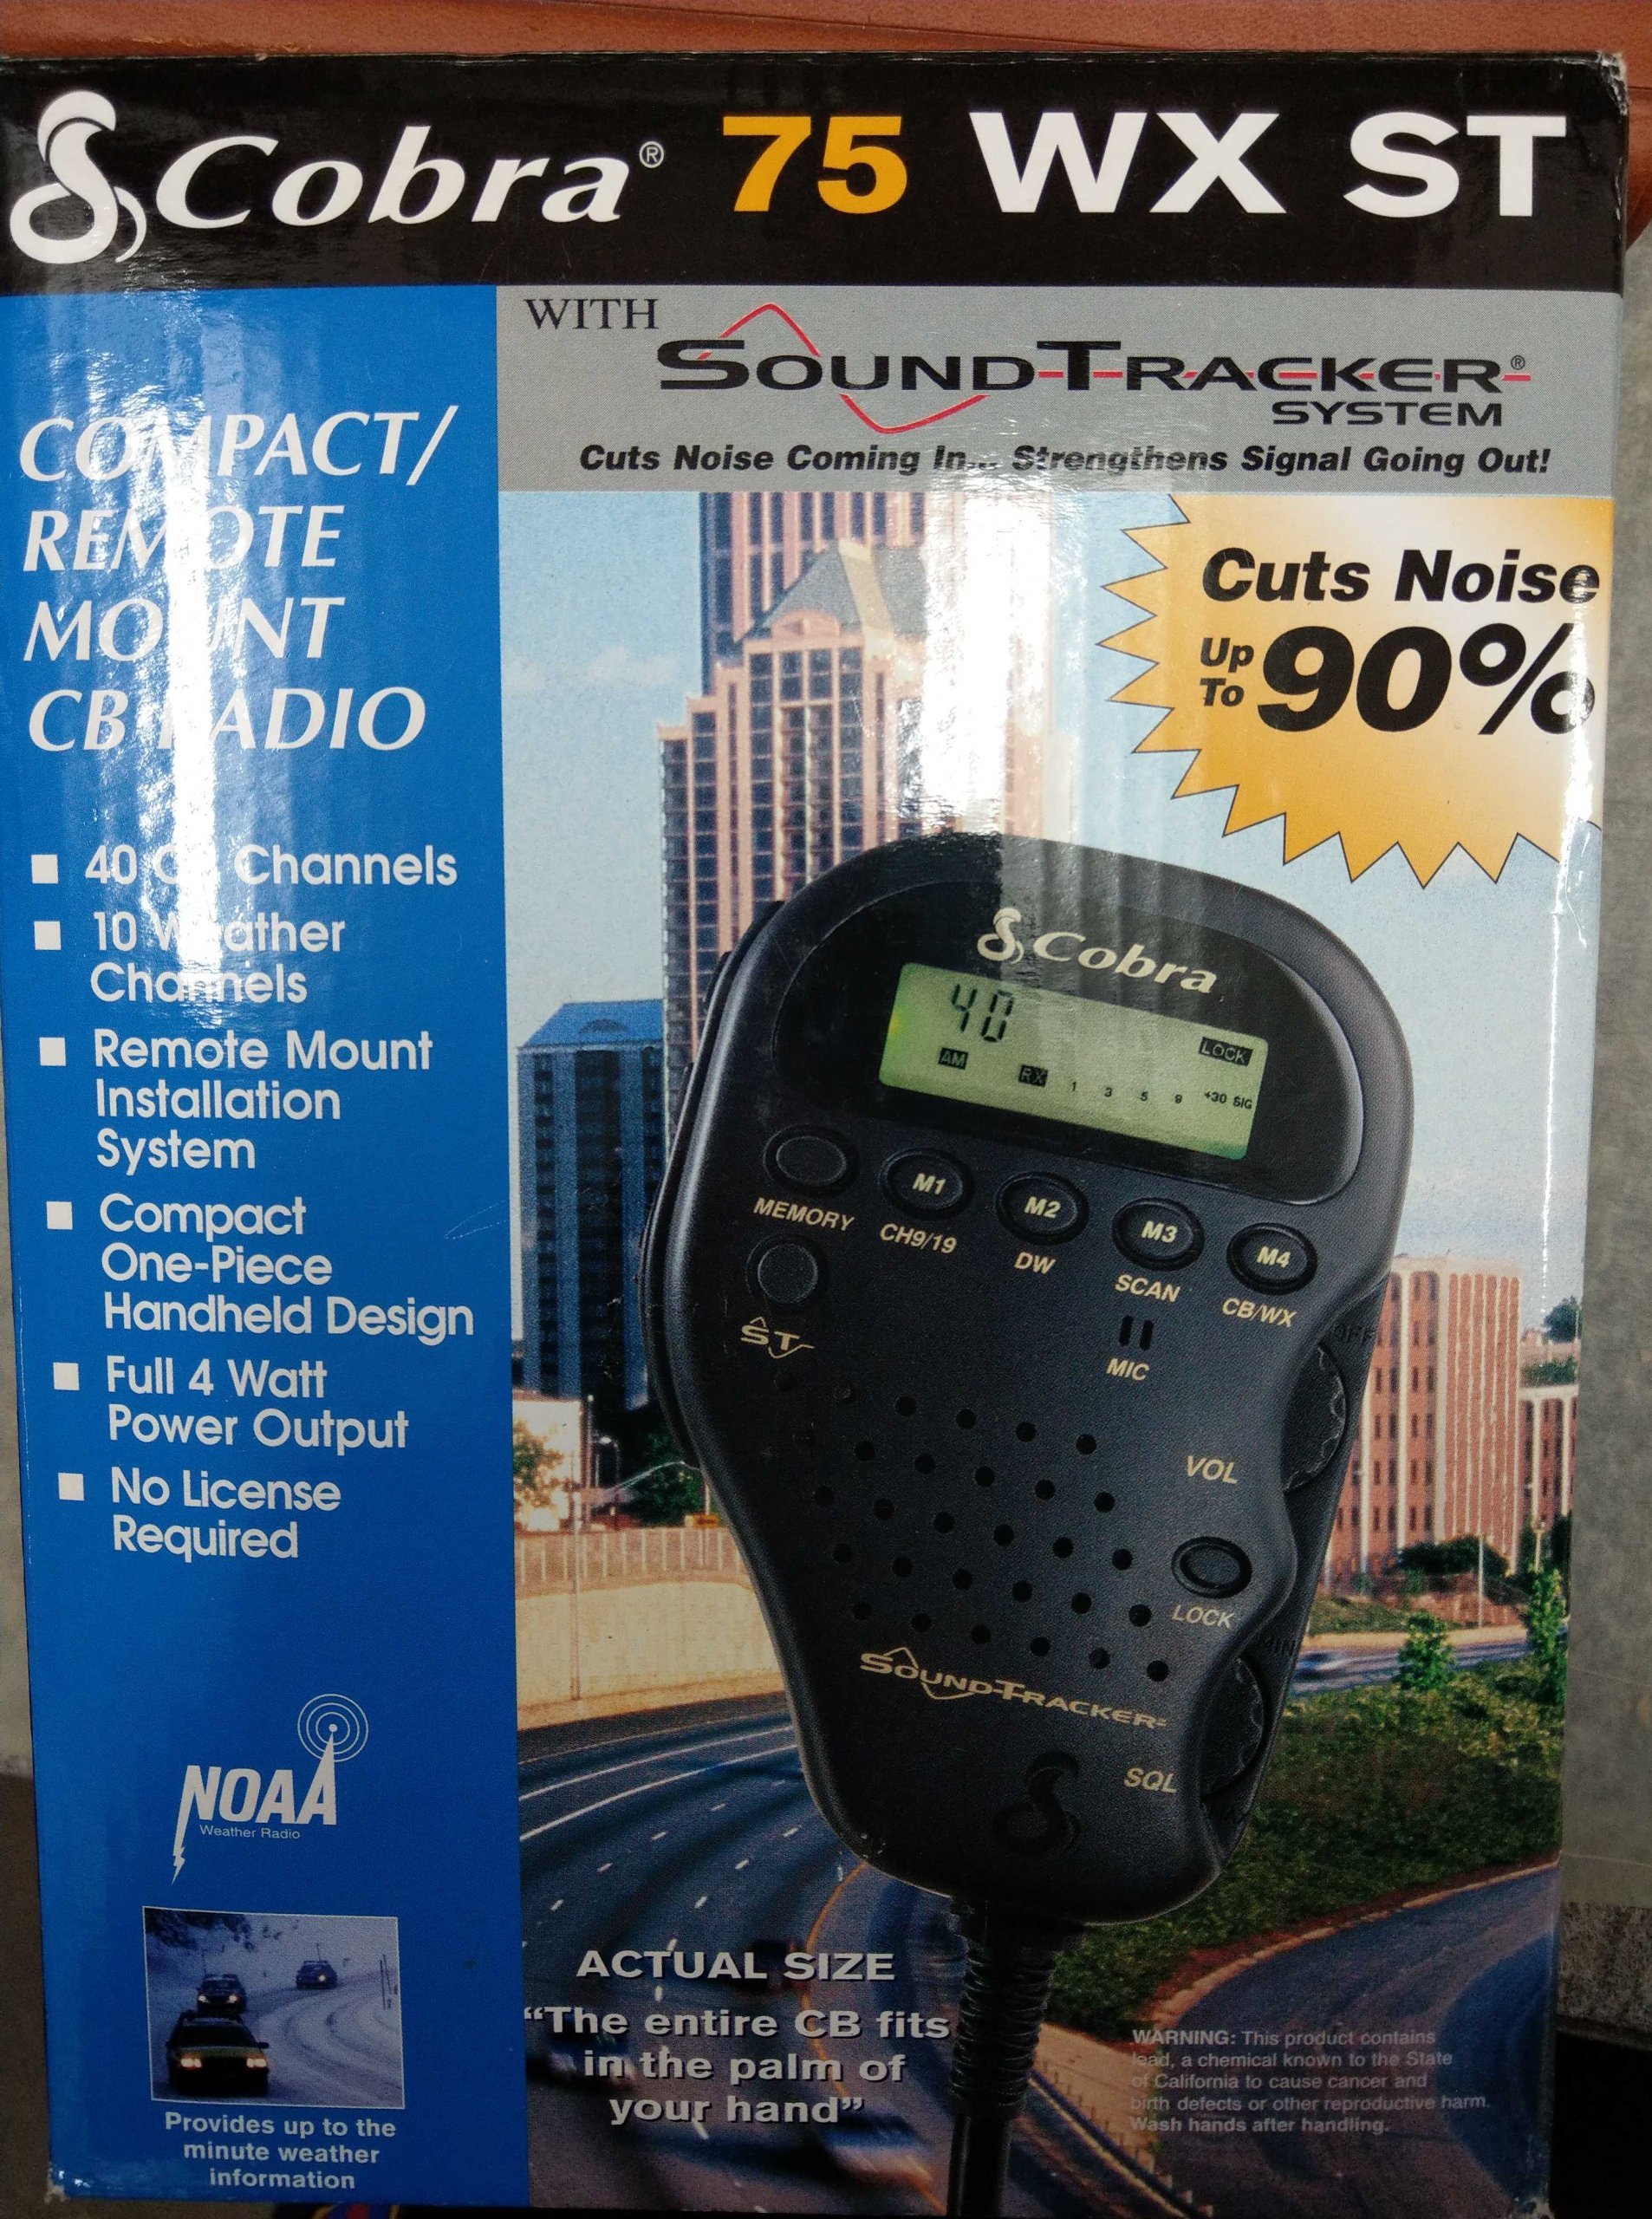 Cobra® 75 WX ST
WITH
SOUNDTRACKER®
SYSTEM
Cuts Noise Coming In... Strengthens Signal Going Out!
COMPACT/
REMOTE
MOUNT
CB RADIO
Cuts Noise
Up
To 90%
40 CB Channels
10 Weather
Channels
Remote Mount
Installation
System
Compact
One-Piece
Handheld Design
Full 4 Watt
Power Output
No License
Required
Cobra
40
LOCK
AM
RX 1 3 5 9 +30 SIG
M1 M2 M3 M4
MEMORY CH9/19 DW SCAN CB/WX
ST
OFF
MIC
VOL
LOCK
MIN
SOUNDTRACKER
SQL
NOAA
Weather Radio
Provides up to the
minute weather
information
ACTUAL SIZE
“The entire CB fits
in the palm of
your hand”
WARNING: This product contains
lead, a chemical known to the State
of California to cause cancer and
birth defects or other reproductive harm.
Wash hands after handling.